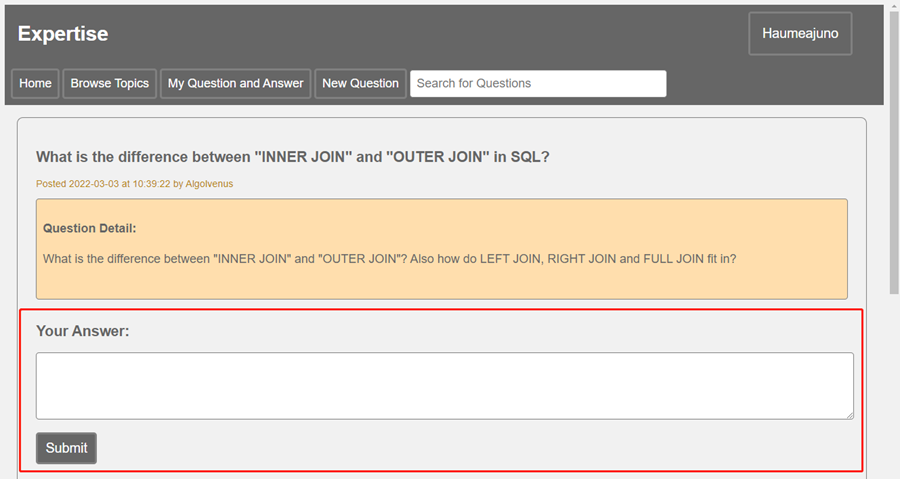 Expertise
Haumeajuno
Home
Browse Topics
My Question and Answer
New Question
Search for Questions
What is the difference between "INNER JOIN" and "OUTER JOIN" in SQL?
Posted 2022-03-03 at 10:39:22 by Algolvenus
Question Detail:
What is the difference between "INNER JOIN" and "OUTER JOIN"? Also how do LEFT JOIN, RIGHT JOIN and FULL JOIN fit in?
Your Answer:
Submit